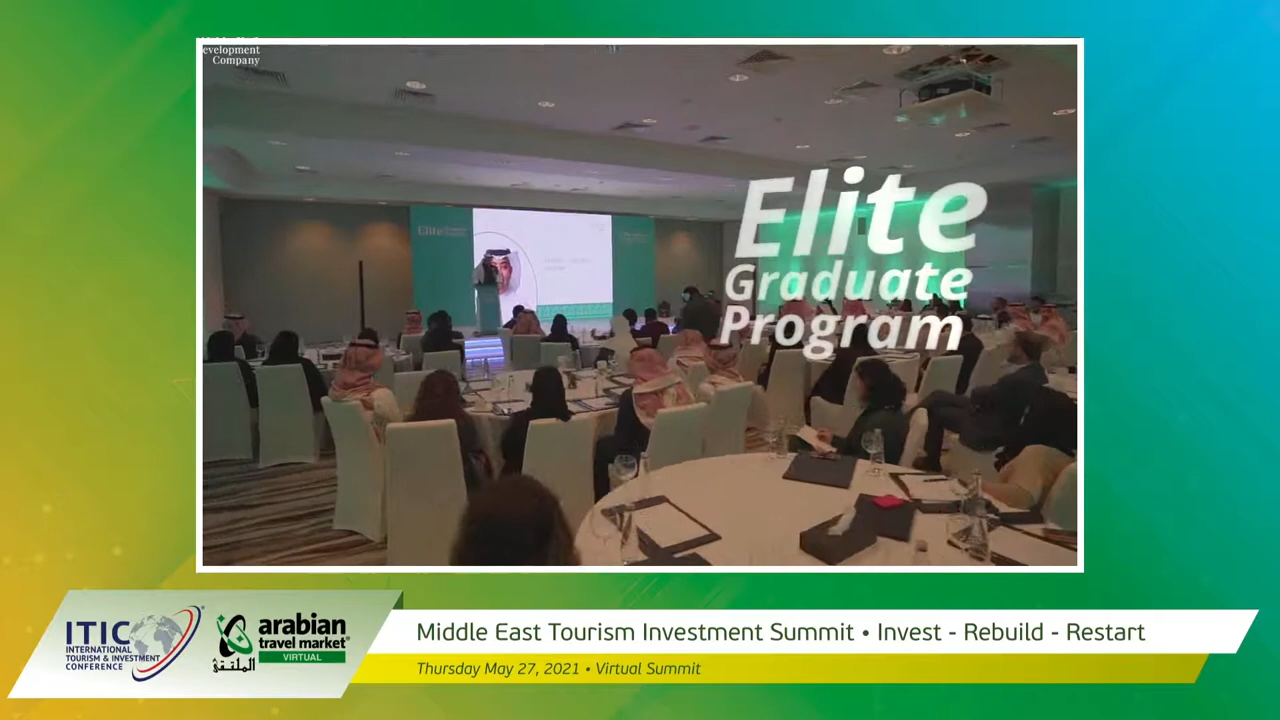 evelopment
Company
Elite
Graduate
Program
Elite
ITIC
INTERNATIONAL
TOURISM & INVESTMENT
CONFERENCE
arabian
travel market
VIRTUAL
الملتقى
Middle East Tourism Investment Summit • Invest - Rebuild - Restart
Thursday May 27, 2021 • Virtual Summit